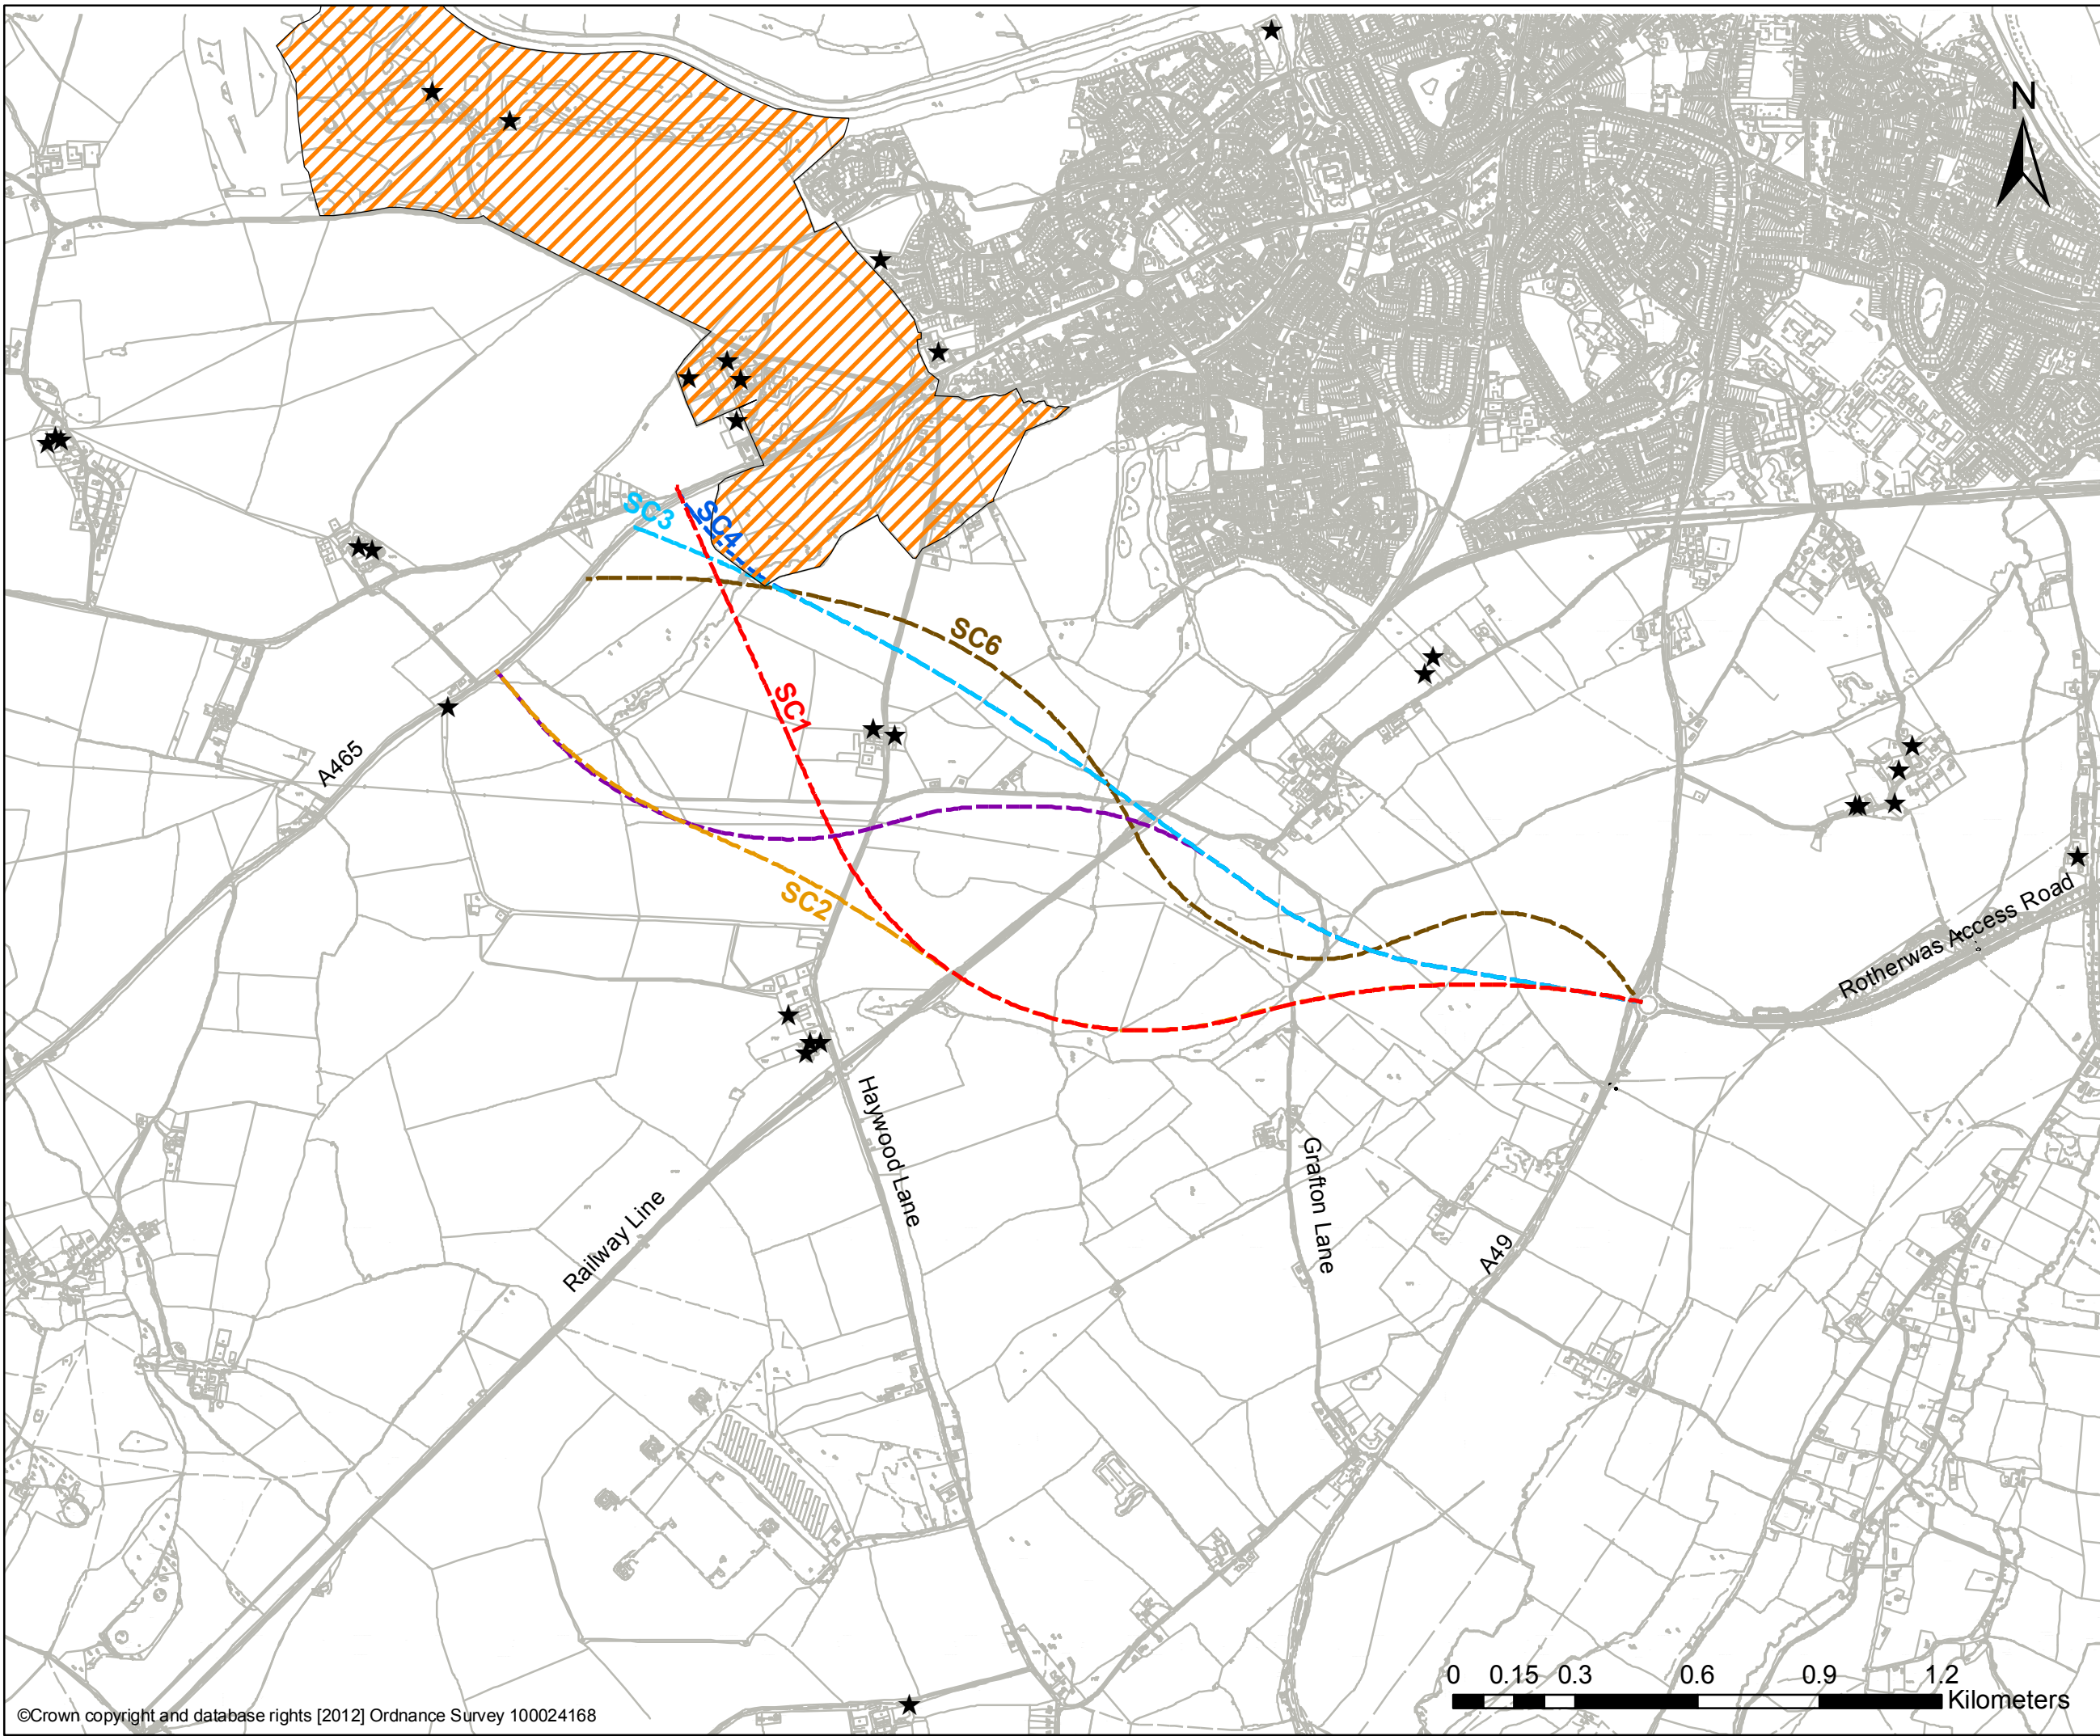 N
SC3
SC4
SC6
SC1
A465
SC2
Rotherwas Access Road
Haywood Lane
Grafton Lane
Railway Line
A49
0 0.15 0.3 0.6 0.9 1.2
Kilometers
©Crown copyright and database rights [2012] Ordnance Survey 100024168